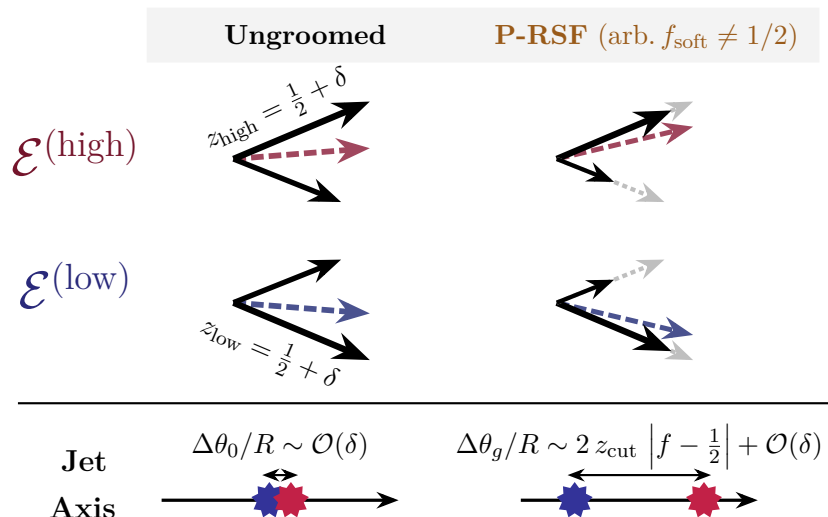 Ungroomed
P-RSF (arb. f_soft ≠ 1/2)
ℰ^(high)
z_high = 1/2 + δ
ℰ^(low)
z_low = 1/2 + δ
Jet Axis
Δθ_0/R ∼ 𝒪(δ)
Δθ_g/R ∼ 2 z_cut |f − 1/2| + 𝒪(δ)